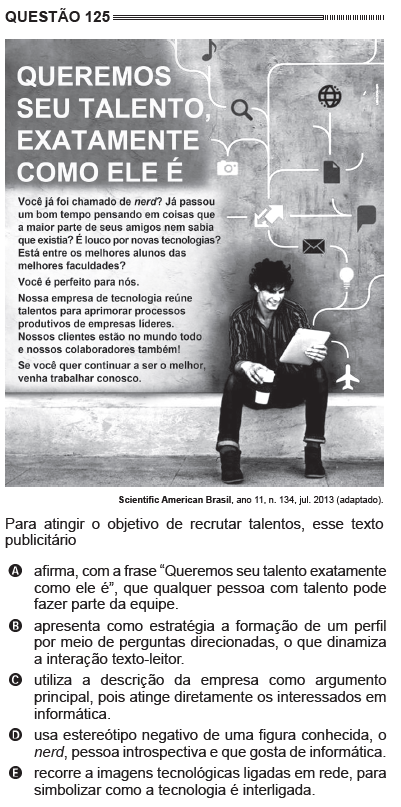 QUESTÃO 125
QUEREMOS
SEU TALENTO,
EXATAMENTE
COMO ELE É
Você já foi chamado de nerd? Já passou
um bom tempo pensando em coisas que
a maior parte de seus amigos nem sabia
que existia? É louco por novas tecnologias?
Está entre os melhores alunos das
melhores faculdades?
Você é perfeito para nós.
Nossa empresa de tecnologia reúne
talentos para aprimorar processos
produtivos de empresas líderes.
Nossos clientes estão no mundo todo
e nossos colaboradores também!
Se você quer continuar a ser o melhor,
venha trabalhar conosco.
Scientific American Brasil, ano 11, n. 134, jul. 2013 (adaptado).
Para atingir o objetivo de recrutar talentos, esse texto
publicitário
A afirma, com a frase “Queremos seu talento exatamente
como ele é”, que qualquer pessoa com talento pode
fazer parte da equipe.
B apresenta como estratégia a formação de um perfil
por meio de perguntas direcionadas, o que dinamiza
a interação texto-leitor.
C utiliza a descrição da empresa como argumento
principal, pois atinge diretamente os interessados em
informática.
D usa estereótipo negativo de uma figura conhecida, o
nerd, pessoa introspectiva e que gosta de informática.
E recorre a imagens tecnológicas ligadas em rede, para
simbolizar como a tecnologia é interligada.